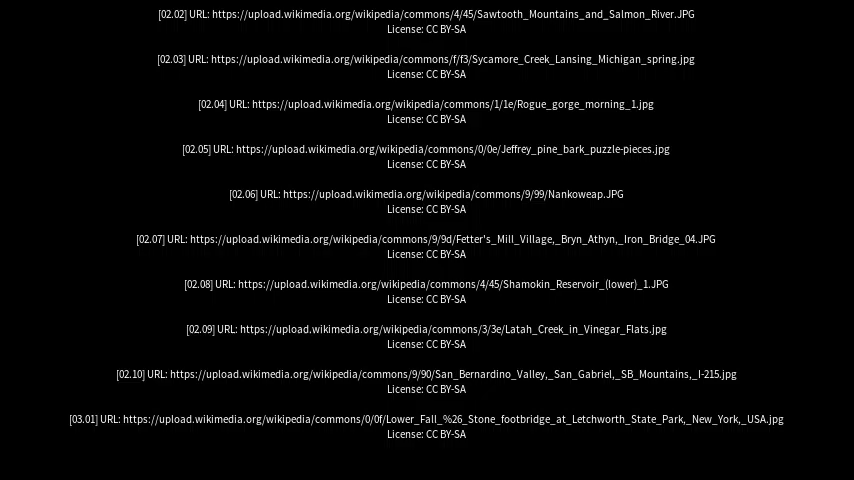 [02.02] URL: https://upload.wikimedia.org/wikipedia/commons/4/45/Sawtooth_Mountains_and_Salmon_River.JPG
License: CC BY-SA
[02.03] URL: https://upload.wikimedia.org/wikipedia/commons/f/f3/Sycamore_Creek_Lansing_Michigan_spring.jpg
License: CC BY-SA
[02.04] URL: https://upload.wikimedia.org/wikipedia/commons/1/1e/Rogue_gorge_morning_1.jpg
License: CC BY-SA
[02.05] URL: https://upload.wikimedia.org/wikipedia/commons/0/0e/Jeffrey_pine_bark_puzzle-pieces.jpg
License: CC BY-SA
[02.06] URL: https://upload.wikimedia.org/wikipedia/commons/9/99/Nankoweap.JPG
License: CC BY-SA
[02.07] URL: https://upload.wikimedia.org/wikipedia/commons/9/9d/Fetter's_Mill_Village,_Bryn_Athyn,_Iron_Bridge_04.JPG
License: CC BY-SA
[02.08] URL: https://upload.wikimedia.org/wikipedia/commons/4/45/Shamokin_Reservoir_(lower)_1.JPG
License: CC BY-SA
[02.09] URL: https://upload.wikimedia.org/wikipedia/commons/3/3e/Latah_Creek_in_Vinegar_Flats.jpg
License: CC BY-SA
[02.10] URL: https://upload.wikimedia.org/wikipedia/commons/9/90/San_Bernardino_Valley,_San_Gabriel,_SB_Mountains,_I-215.jpg
License: CC BY-SA
[03.01] URL: https://upload.wikimedia.org/wikipedia/commons/0/0f/Lower_Fall_%26_Stone_footbridge_at_Letchworth_State_Park,_New_York,_USA.jpg
License: CC BY-SA